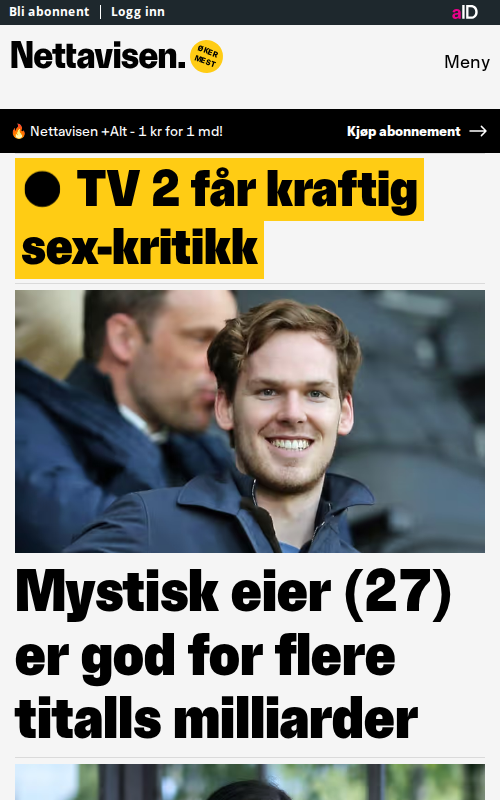 Bli abonnent | Logg inn
aID
Nettavisen.
ØKER
MEST
Meny
Nettavisen +Alt - 1 kr for 1 md!
Kjøp abonnement
TV 2 får kraftig
sex-kritikk
Mystisk eier (27)
er god for flere
titalls milliarder